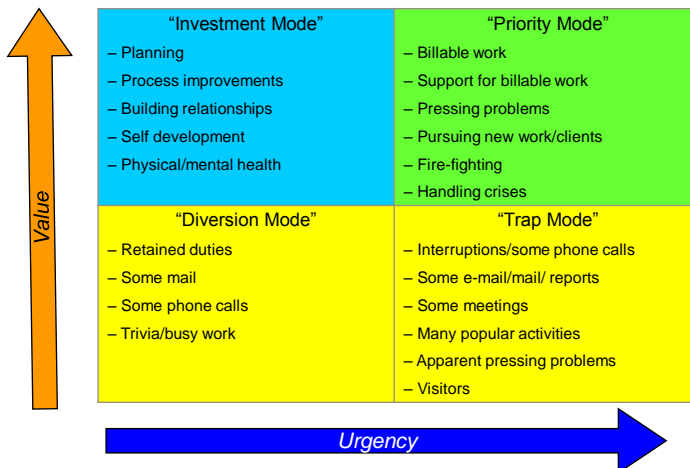 “Investment Mode”
– Planning
– Process improvements
– Building relationships
– Self development
– Physical/mental health
“Priority Mode”
– Billable work
– Support for billable work
– Pressing problems
– Pursuing new work/clients
– Fire-fighting
– Handling crises
“Diversion Mode”
– Retained duties
– Some mail
– Some phone calls
– Trivia/busy work
“Trap Mode”
– Interruptions/some phone calls
– Some e-mail/mail/ reports
– Some meetings
– Many popular activities
– Apparent pressing problems
– Visitors
Value
Urgency